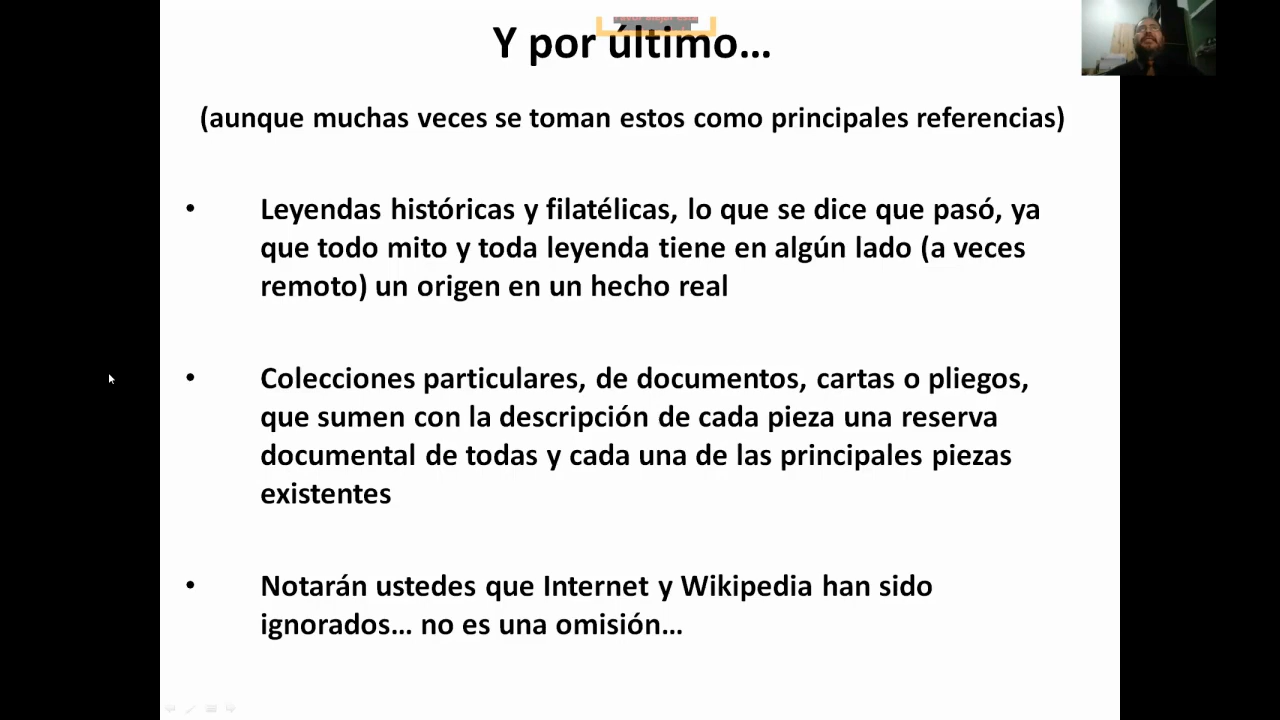 Y por último...
(aunque muchas veces se toman estos como principales referencias)
• Leyendas históricas y filatélicas, lo que se dice que pasó, ya
que todo mito y toda leyenda tiene en algún lado (a veces
remoto) un origen en un hecho real
• Colecciones particulares, de documentos, cartas o pliegos,
que sumen con la descripción de cada pieza una reserva
documental de todas y cada una de las principales piezas
existentes
• Notarán ustedes que Internet y Wikipedia han sido
ignorados... no es una omisión...